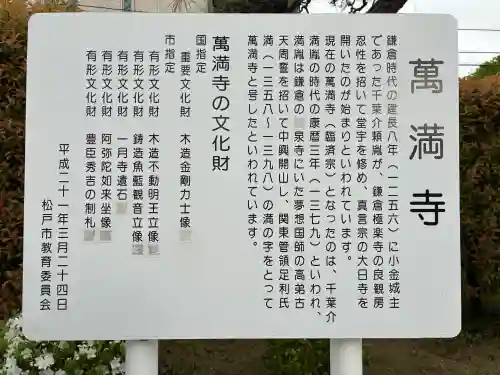 萬満寺
鎌倉時代の建長八年（一二五六）に小金城主
であった千葉介頼胤が、鎌倉極楽寺の良観房
忍性を招いて堂宇を修め、真言宗の大日寺を
開いたのが始まりといわれています。
現在の萬満寺（臨済宗）となったのは、千葉介
満胤の時代の康暦三年（一三七九）といわれ、
満胤は鎌倉の泉寺にいた夢想国師の高弟古
天周誓を招いて中興開山し、関東管領足利氏
満（一三五八～一三九八）の満の字をとって
萬満寺と号したといわれています。
萬満寺の文化財
国指定
重要文化財 木造金剛力士像
市指定
有形文化財 木造不動明王立像
有形文化財 鋳造魚籃観音立像
有形文化財 一月寺遺石
有形文化財 阿弥陀如来坐像
有形文化財 豊臣秀吉の制札
平成二十一年三月二十四日
松戸市教育委員会